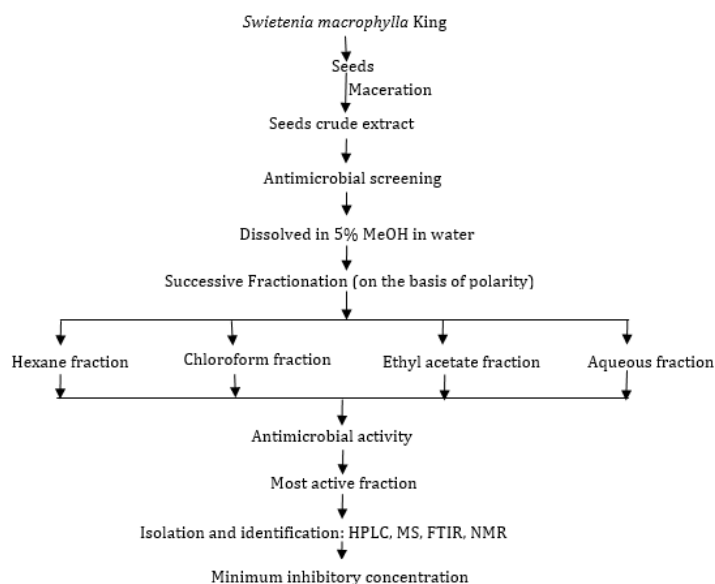 Swietenia macrophylla King
Seeds
Maceration
Seeds crude extract
Antimicrobial screening
Dissolved in 5% MeOH in water
Successive Fractionation (on the basis of polarity)
Hexane fraction Chloroform fraction Ethyl acetate fraction Aqueous fraction
Antimicrobial activity
Most active fraction
Isolation and identification: HPLC, MS, FTIR, NMR
Minimum inhibitory concentration